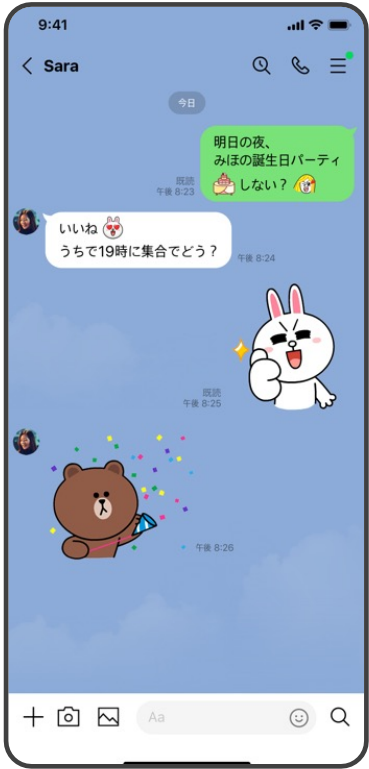 9:41
Sara
今日
明日の夜、
みほの誕生日パーティ
しない？
既読
午後 8:23
いいね
うちで19時に集合でどう？
午後 8:24
既読
午後 8:25
午後 8:26
Aa